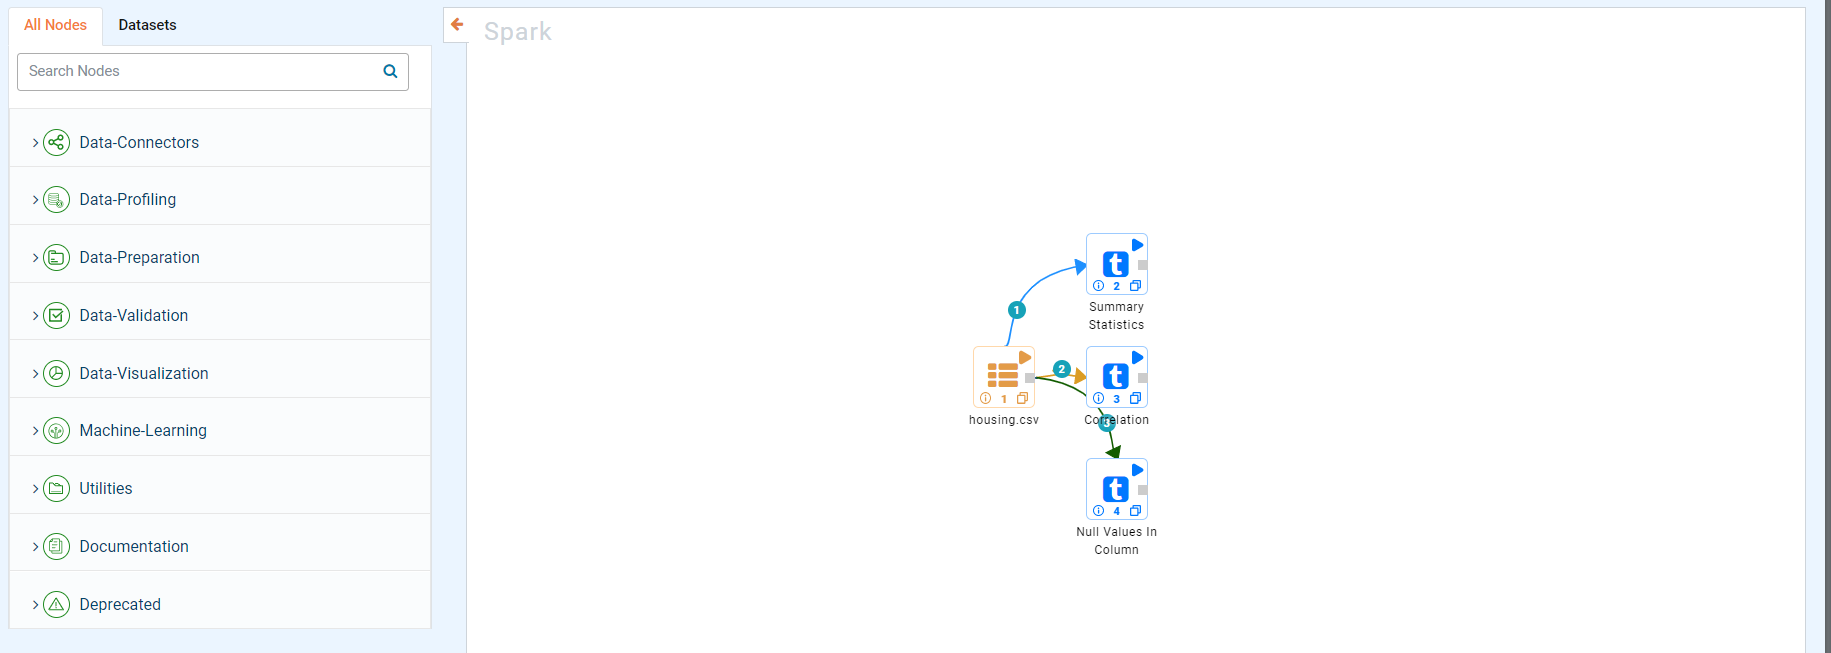 All Nodes
Datasets
Search Nodes
Data-Connectors
Data-Profiling
Data-Preparation
Data-Validation
Data-Visualization
Machine-Learning
Utilities
Documentation
Deprecated
Spark
t
2
Summary
Statistics
1
2
1
housing.csv
t
3
Correlation
t
4
Null Values In
Column